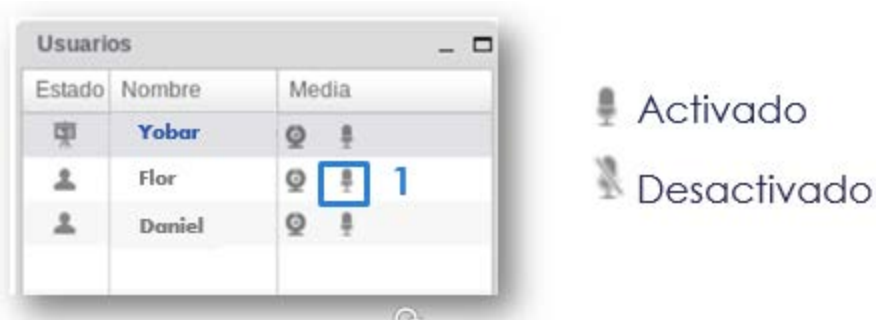 Usuarios
Estado Nombre Media
Yobar
Flor 1
Daniel
Activado
Desactivado